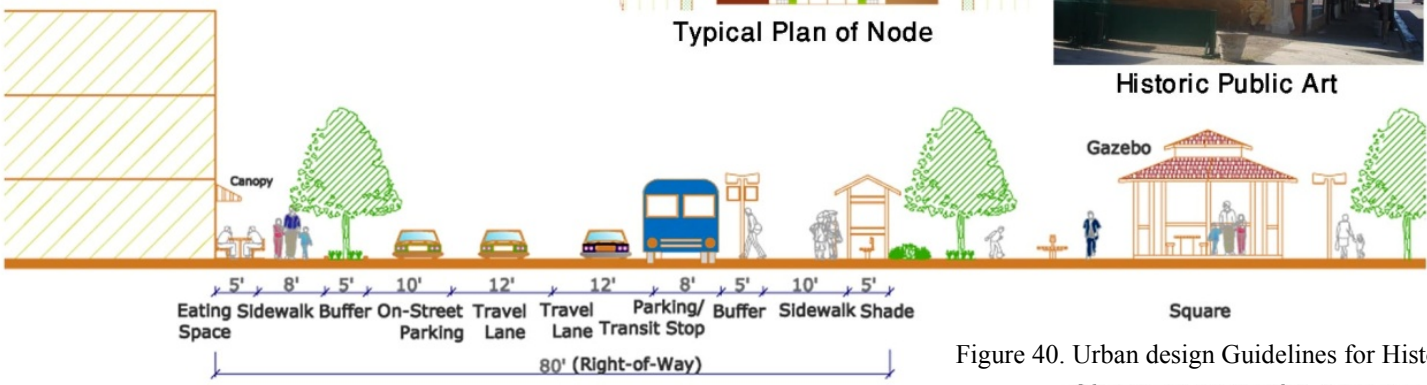 Typical Plan of Node
Historic Public Art
Gazebo
Canopy
5' 8' 5' 10' 12' 12' 8' 5' 10' 5'
Eating Sidewalk Buffer On-Street Travel Travel Parking/ Buffer Sidewalk Shade Square
Space Parking Lane Lane Transit Stop
80' (Right-of-Way)
Figure 40. Urban design Guidelines for Hist